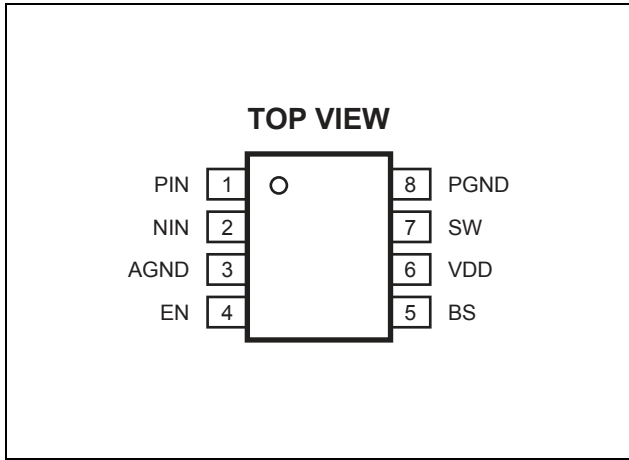 TOP VIEW
PIN 1 8 PGND
NIN 2 7 SW
AGND 3 6 VDD
EN 4 5 BS